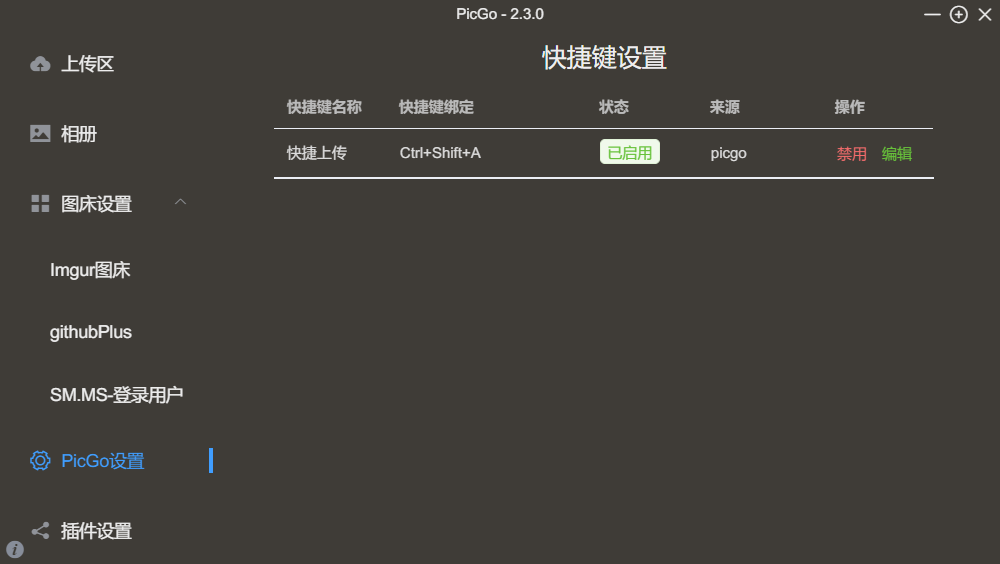 PicGo - 2.3.0
上传区
相册
图床设置
Imgur图床
githubPlus
SM.MS-登录用户
PicGo设置
插件设置
快捷键设置
快捷键名称 快捷键绑定 状态 来源 操作
快捷上传 Ctrl+Shift+A 已启用 picgo 禁用 编辑